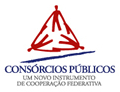 CONSÓRCIOS PÚBLICOS
UM NOVO INSTRUMENTO
DE COOPERAÇÃO FEDERATIVA